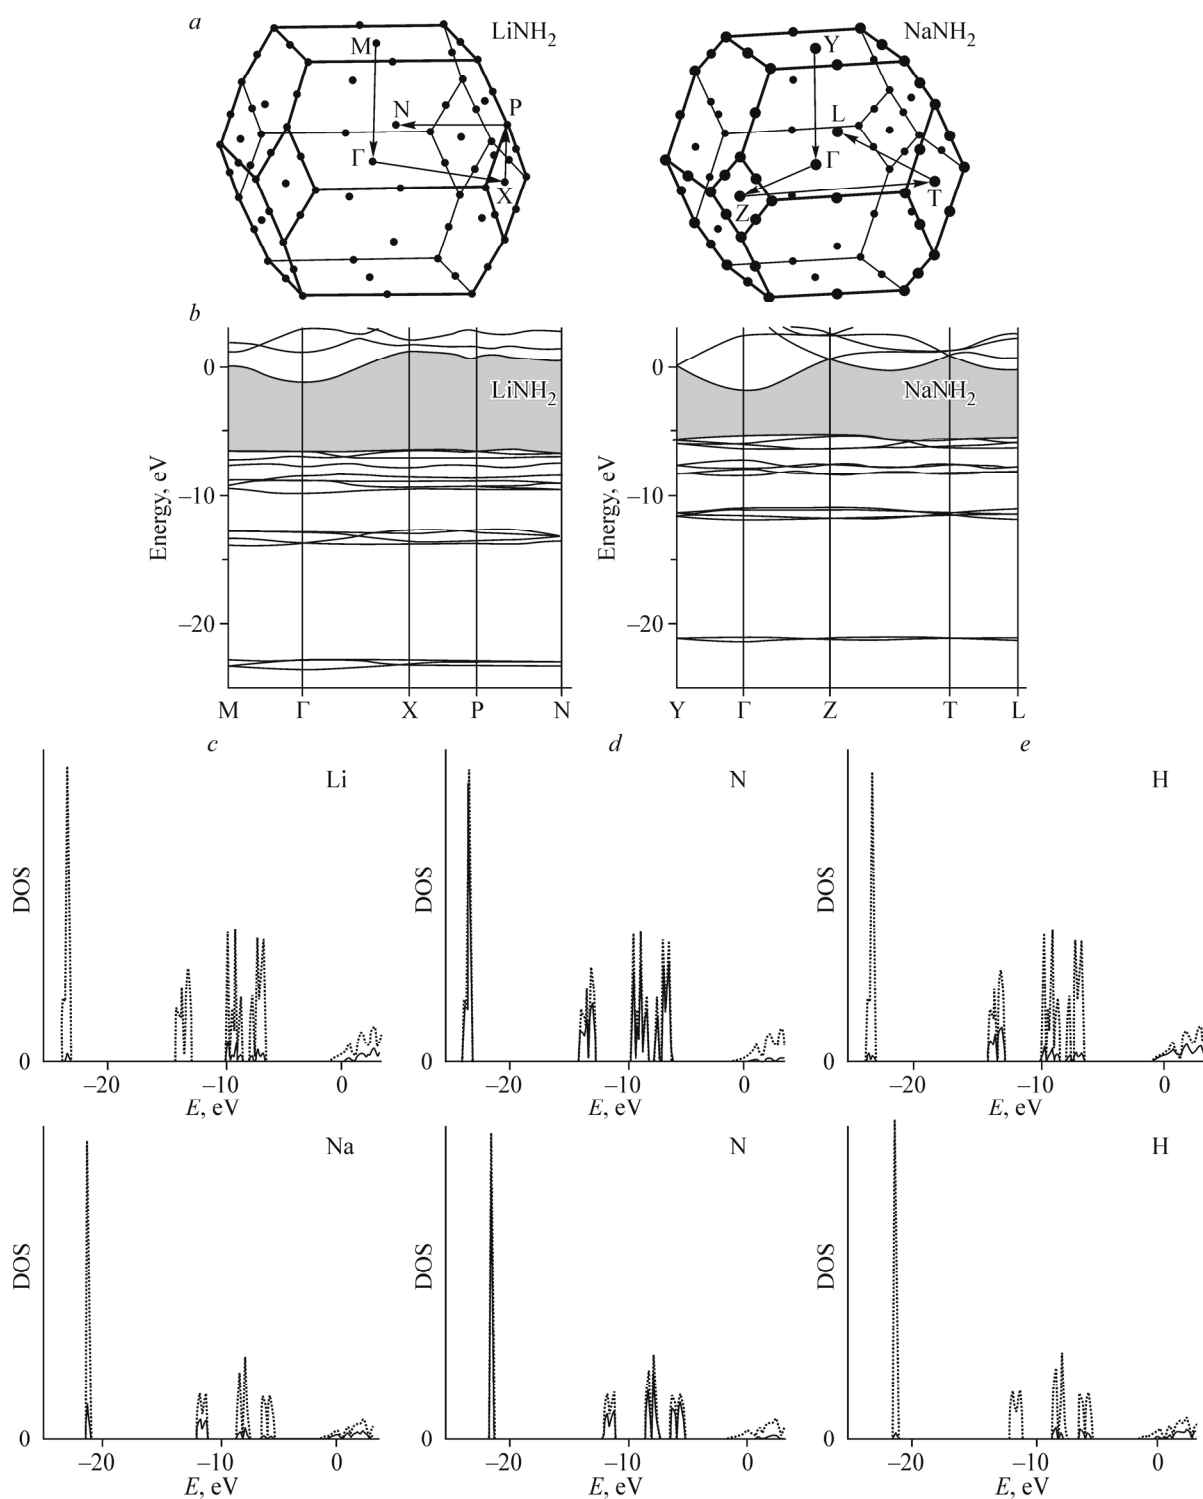 a
LiNH2
NaNH2
M
N
P
Γ
X
Y
L
Γ
Z
T
b
0
–10
–20
Energy, eV
LiNH2
M Γ X P N
0
–10
–20
Energy, eV
NaNH2
Y Γ Z T L
c
d
e
Li
DOS
0
–20 –10 0
E, eV
N
DOS
0
–20 –10 0
E, eV
H
DOS
0
–20 –10 0
E, eV
Na
DOS
0
–20 –10 0
E, eV
N
DOS
0
–20 –10 0
E, eV
H
DOS
0
–20 –10 0
E, eV